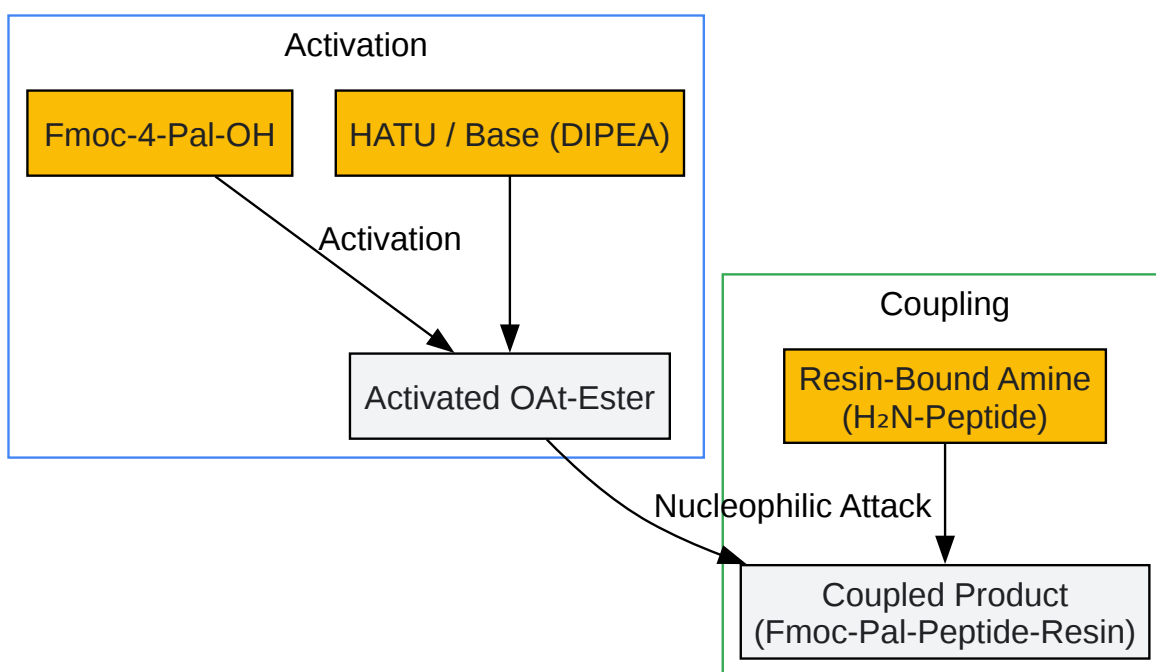 Activation
Fmoc-4-Pal-OH
HATU / Base (DIPEA)
Activation
Activated OAt-Ester
Coupling
Resin-Bound Amine
(H₂N-Peptide)
Nucleophilic Attack
Coupled Product
(Fmoc-Pal-Peptide-Resin)